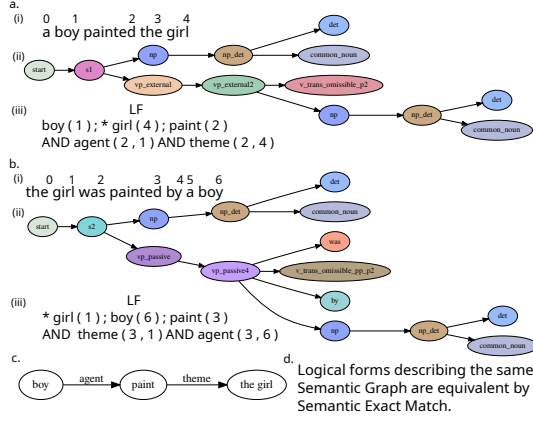 a.
(i) 0 1 2 3 4
a boy painted the girl
(ii) start s1 np np_det det common_noun
vp_external vp_external2 v_trans_omissible_p2
np np_det det common_noun
(iii) LF
boy ( 1 ) ; * girl ( 4 ) ; paint ( 2 )
AND agent ( 2 , 1 ) AND theme ( 2 , 4 )
b.
(i) 0 1 2 3 4 5 6
the girl was painted by a boy
(ii) start s2 np np_det det common_noun
vp_passive vp_passive4 was
v_trans_omissible_pp_p2
by
np np_det det common_noun
(iii) LF
* girl ( 1 ) ; boy ( 6 ) ; paint ( 3 )
AND theme ( 3 , 1 ) AND agent ( 3 , 6 )
c.
boy agent paint theme the girl
d.
Logical forms describing the same
Semantic Graph are equivalent by
Semantic Exact Match.